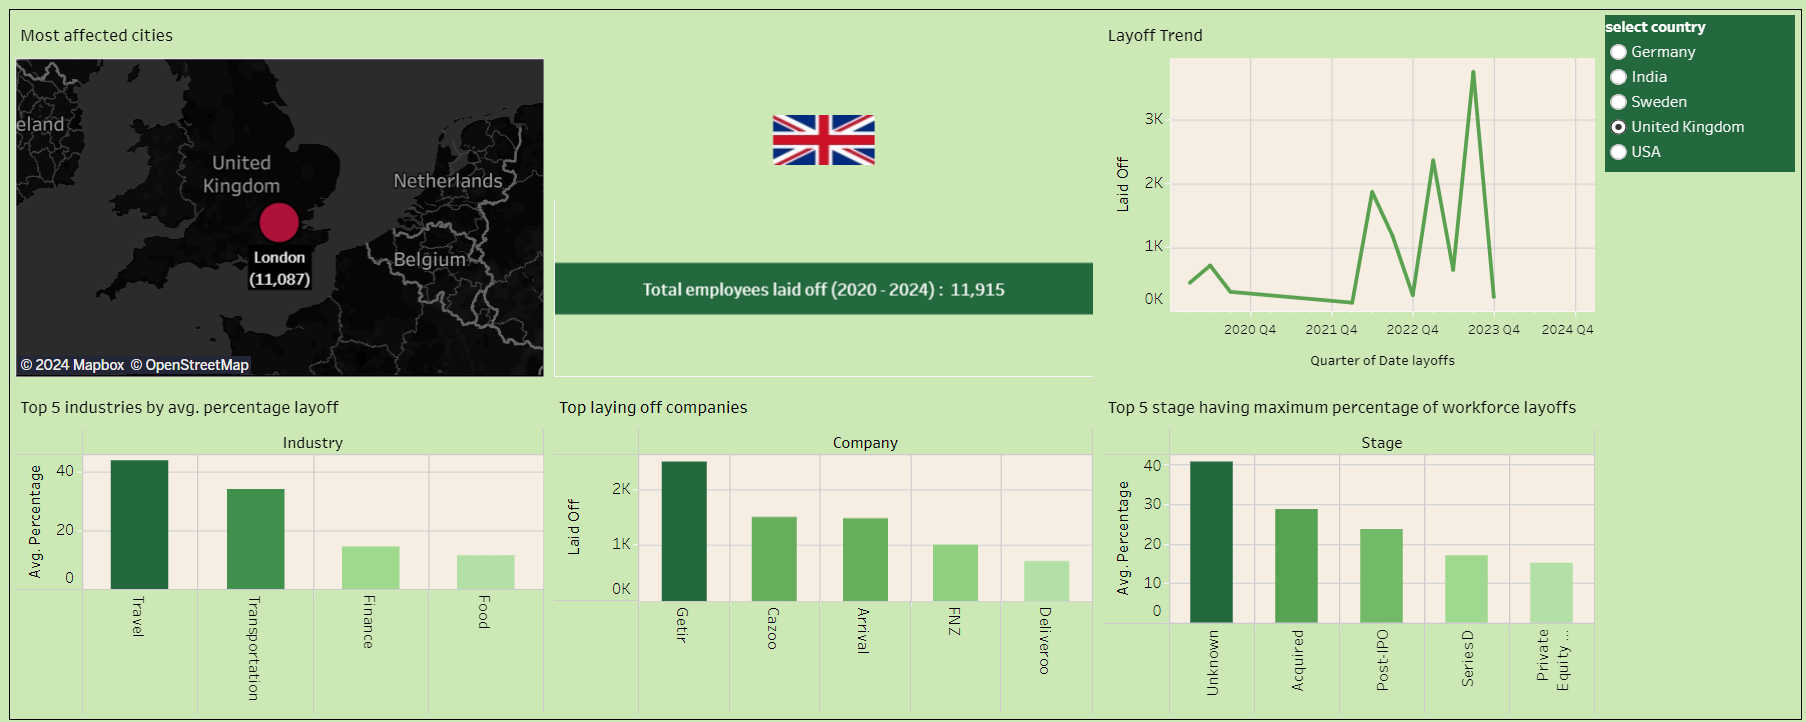 Most affected cities
eland
United
Kingdom
Netherlands
London
(11,087)
Belgium
© 2024 Mapbox © OpenStreetMap
Total employees laid off (2020 - 2024) : 11,915
Layoff Trend
Laid Off
3K
2K
1K
0K
2020 Q4 2021 Q4 2022 Q4 2023 Q4 2024 Q4
Quarter of Date layoffs
select country
Germany
India
Sweden
United Kingdom
USA
Top 5 industries by avg. percentage layoff
Industry
Avg. Percentage
40
20
0
Travel
Transportation
Finance
Food
Top laying off companies
Company
Laid Off
2K
1K
0K
Getir
Cazoo
Arrival
FNZ
Deliveroo
Top 5 stage having maximum percentage of workforce layoffs
Stage
Avg. Percentage
40
30
20
10
0
Unknown
Acquired
Post-IPO
SeriesD
Private
Equity ...